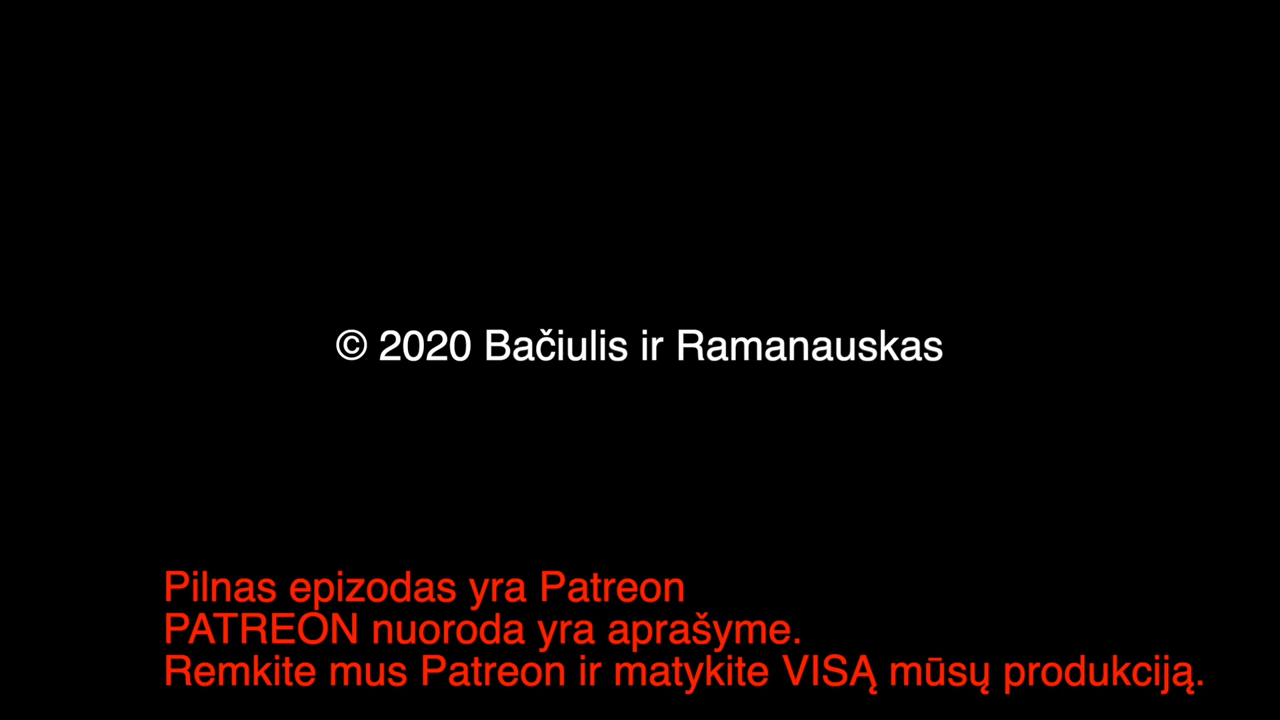 © 2020 Bačiulis ir Ramanauskas
Pilnas epizodas yra Patreon
PATREON nuoroda yra aprašyme.
Remkite mus Patreon ir matykite VISĄ mūsų produkciją.